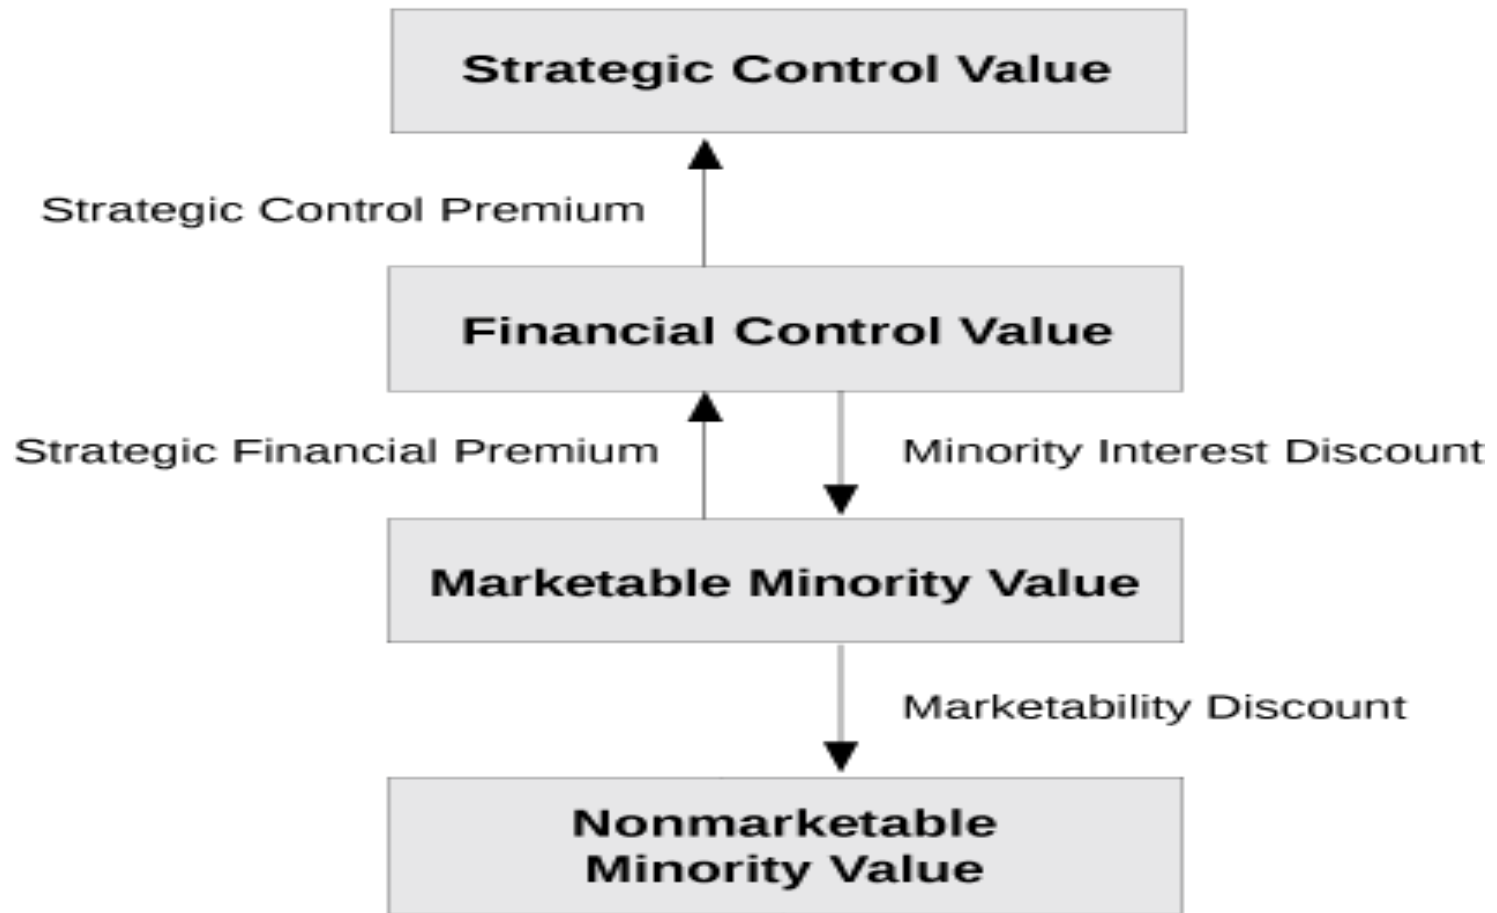 Strategic Control Value
Strategic Control Premium
Financial Control Value
Strategic Financial Premium
Minority Interest Discount
Marketable Minority Value
Marketability Discount
Nonmarketable
Minority Value